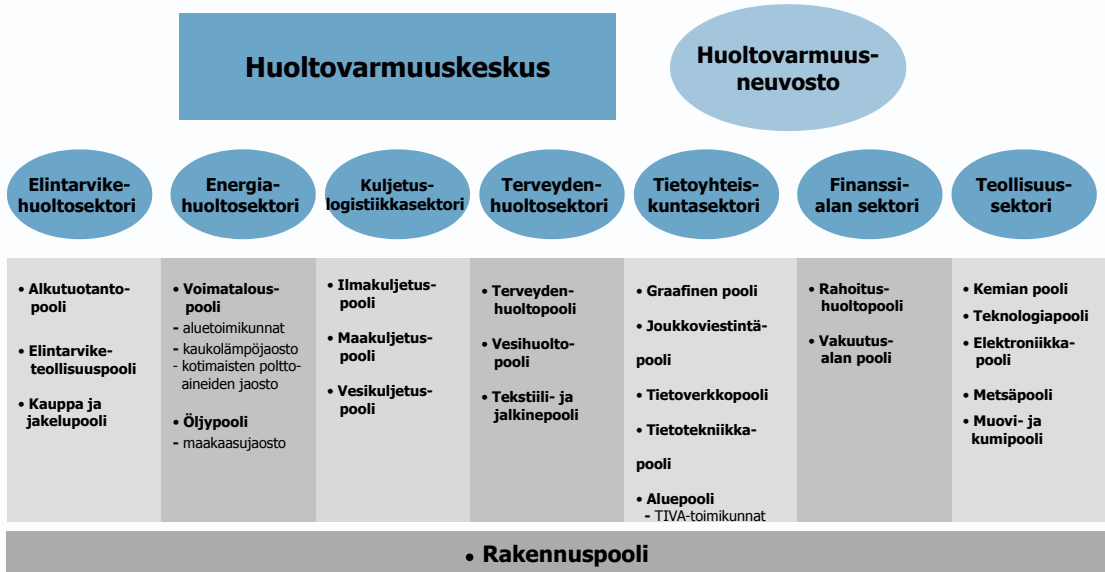 Huoltovarmuuskeskus
Huoltovarmuus-
neuvosto
Elintarvike-
huoltosektori
Energia-
huoltosektori
Kuljetus-
logistiikkasektori
Terveyden-
huoltosektori
Tietoyhteis-
kuntasektori
Finanssi-
alan sektori
Teollisuus-
sektori
• Alkutuotanto-
pooli
• Elintarvike-
teollisuuspooli
• Kauppa ja
jakelupooli
• Voimatalous-
pooli
- aluetoimikunnat
- kaukolämpöjaosto
- kotimaisten poltto-
aineiden jaosto
• Öljypooli
- maakaasujaosto
• Ilmakuljetus-
pooli
• Maakuljetus-
pooli
• Vesikuljetus-
pooli
• Terveyden-
huoltopooli
• Vesihuolto-
pooli
• Tekstiili- ja
jalkinepooli
• Graafinen pooli
• Joukkoviestintä-
pooli
• Tietoverkkopooli
• Tietotekniikka-
pooli
• Aluepooli
- TIVA-toimikunnat
• Rahoitus-
huoltopooli
• Vakuutus-
alan pooli
• Kemian pooli
• Teknologiapooli
• Elektroniikka-
pooli
• Metsäpooli
• Muovi- ja
kumipooli
• Rakennuspooli